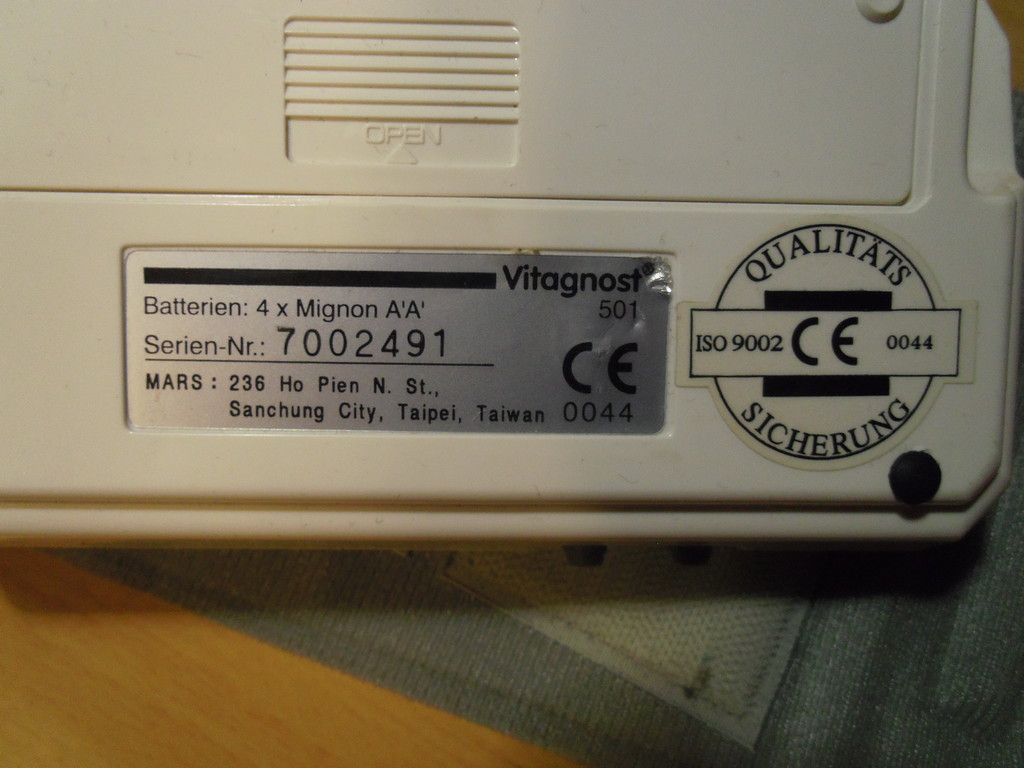 OPEN
Vitagnost®
Batterien: 4 x Mignon A'A'
501
Serien-Nr.: 7002491
MARS: 236 Ho Pien N. St.,
Sanchung City, Taipei, Taiwan
CE
0044
QUALITÄTS
ISO 9002 CE 0044
SICHERUNG